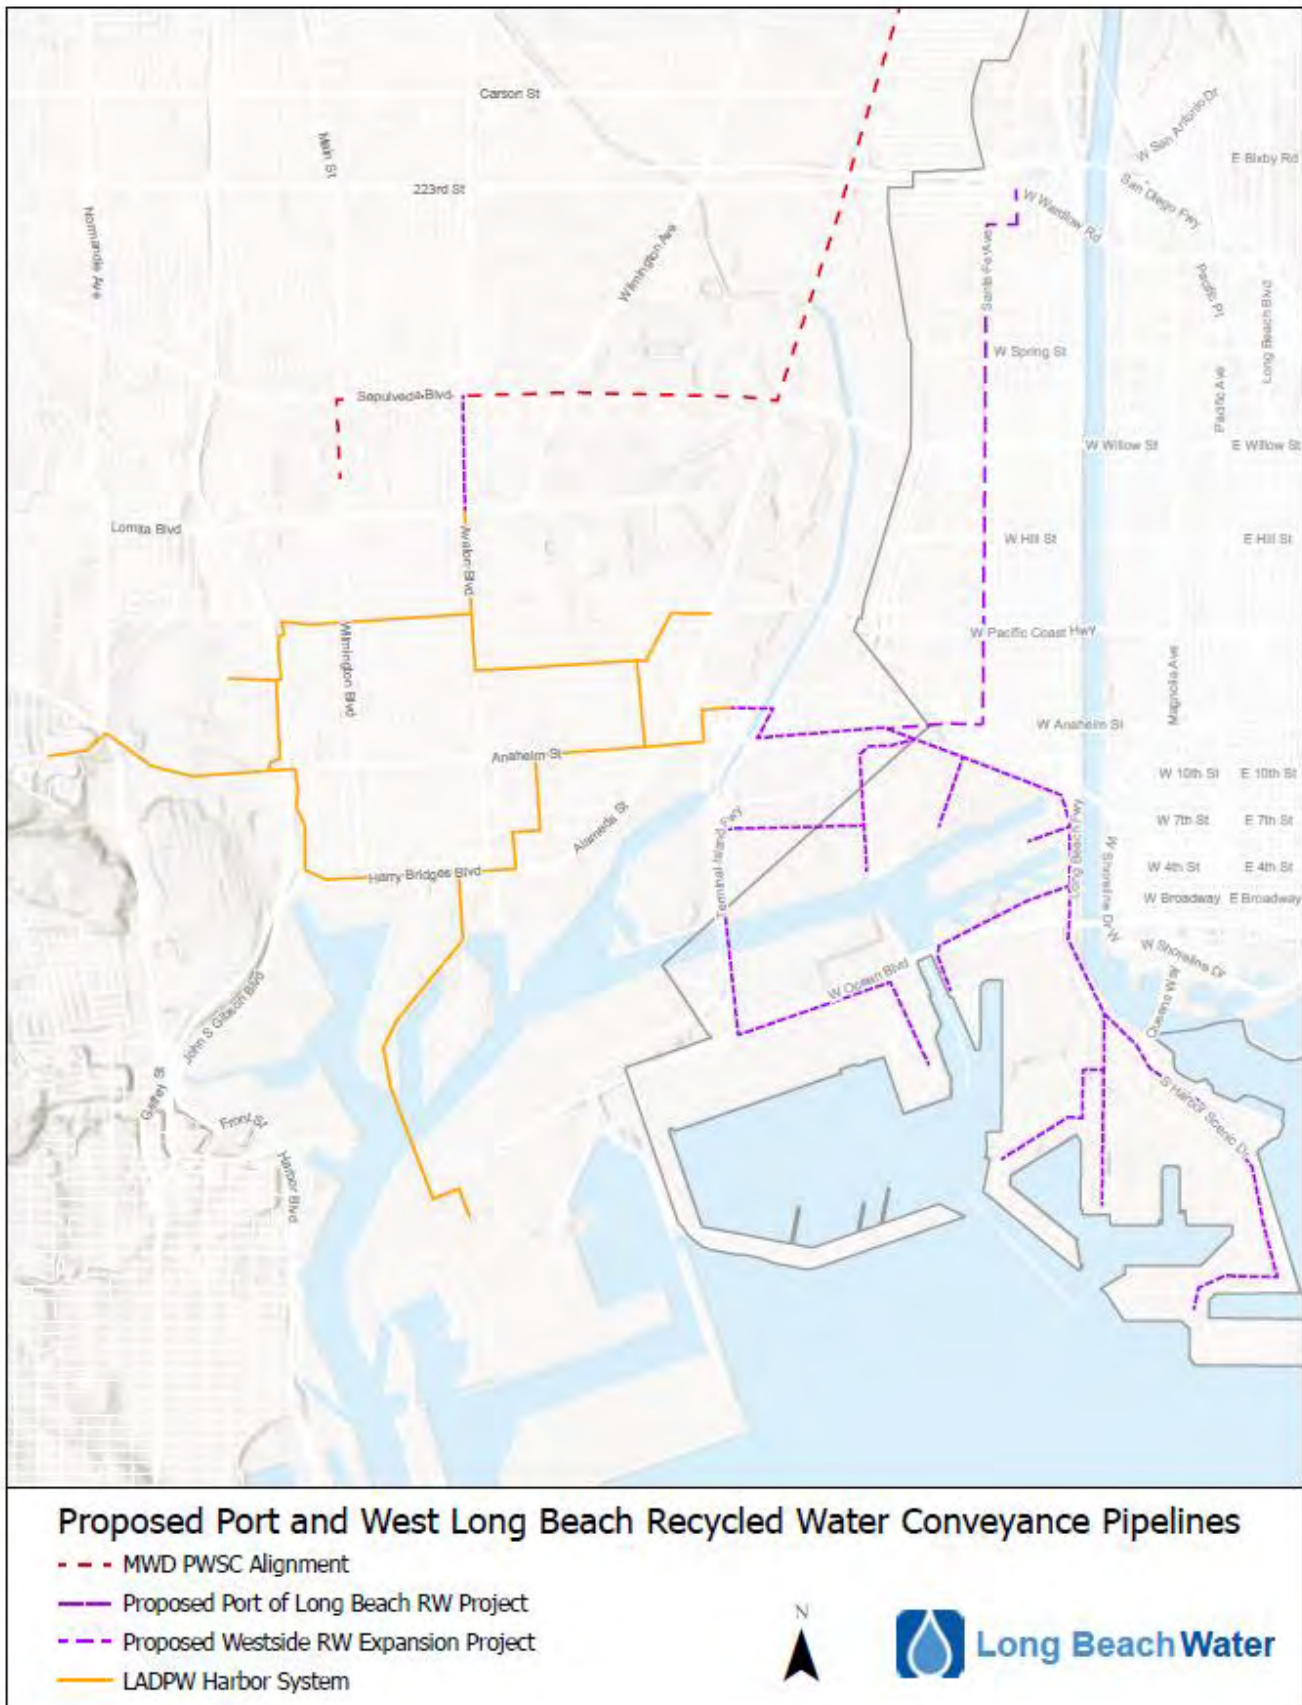 Carson St
W San Antonio Dr
E Bixby Rd
Main St
223rd St
San Diego Fwy
W Wardlow Rd
Normandie Ave
Wilmington Ave
Santa Fe Ave
Pacific Pl
Long Beach Blvd
W Spring St
Sepulveda Blvd
Pacific Ave
W Willow St
E Willow St
Lomita Blvd
Avalon Blvd
W Hill St
E Hill St
W Pacific Coast Hwy
Wilmington Blvd
Magnolia Ave
W Anaheim St
Anaheim St
W 10th St
E 10th St
Alameda St
Terminal Island Fwy
Long Beach Fwy
W 7th St
E 7th St
W Shoreline Dr
W
Harry Bridges Blvd
W 4th St
E 4th St
W Broadway
E Broadway
W Shoreline Dr
W Ocean Blvd
Queens Way
John S Gibson Blvd
Gaffey St
Front St
S Harbor Scenic Dr
Harbor Blvd
Proposed Port and West Long Beach Recycled Water Conveyance Pipelines
MWD PWSC Alignment
Proposed Port of Long Beach RW Project
Proposed Westside RW Expansion Project
LADPW Harbor System
N
Long Beach Water